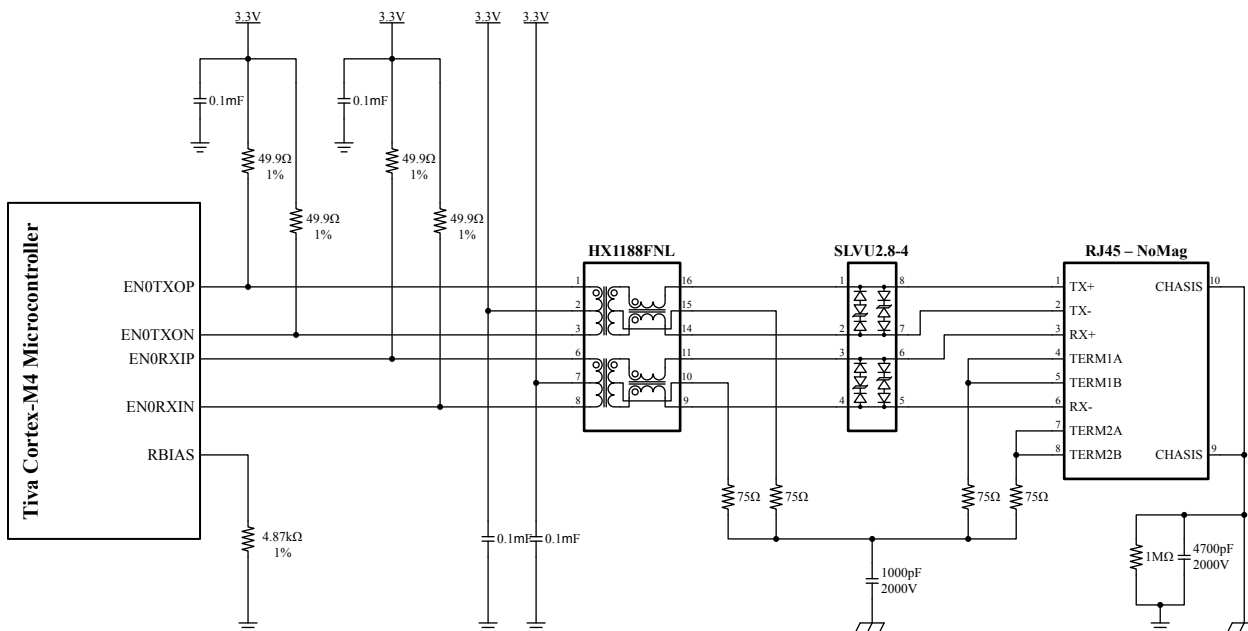 3.3V 3.3V 3.3V 3.3V
0.1mF 0.1mF
49.9Ω 49.9Ω
1% 1%
49.9Ω 49.9Ω
1% 1%
Tiva Cortex-M4 Microcontroller
EN0TXOP
EN0TXON
EN0RXIP
EN0RXIN
RBIAS
4.87kΩ
1%
0.1mF 0.1mF
HX1188FNL
1 16
2 15
3 14
6 11
7 10
8 9
SLVU2.8-4
1 8
2 7
3 6
4 5
RJ45 – NoMag
1 TX+ CHASIS 10
2 TX-
3 RX+
4 TERM1A
5 TERM1B
6 RX-
7 TERM2A
8 TERM2B CHASIS 9
75Ω 75Ω 75Ω 75Ω
1000pF
2000V
1MΩ
4700pF
2000V